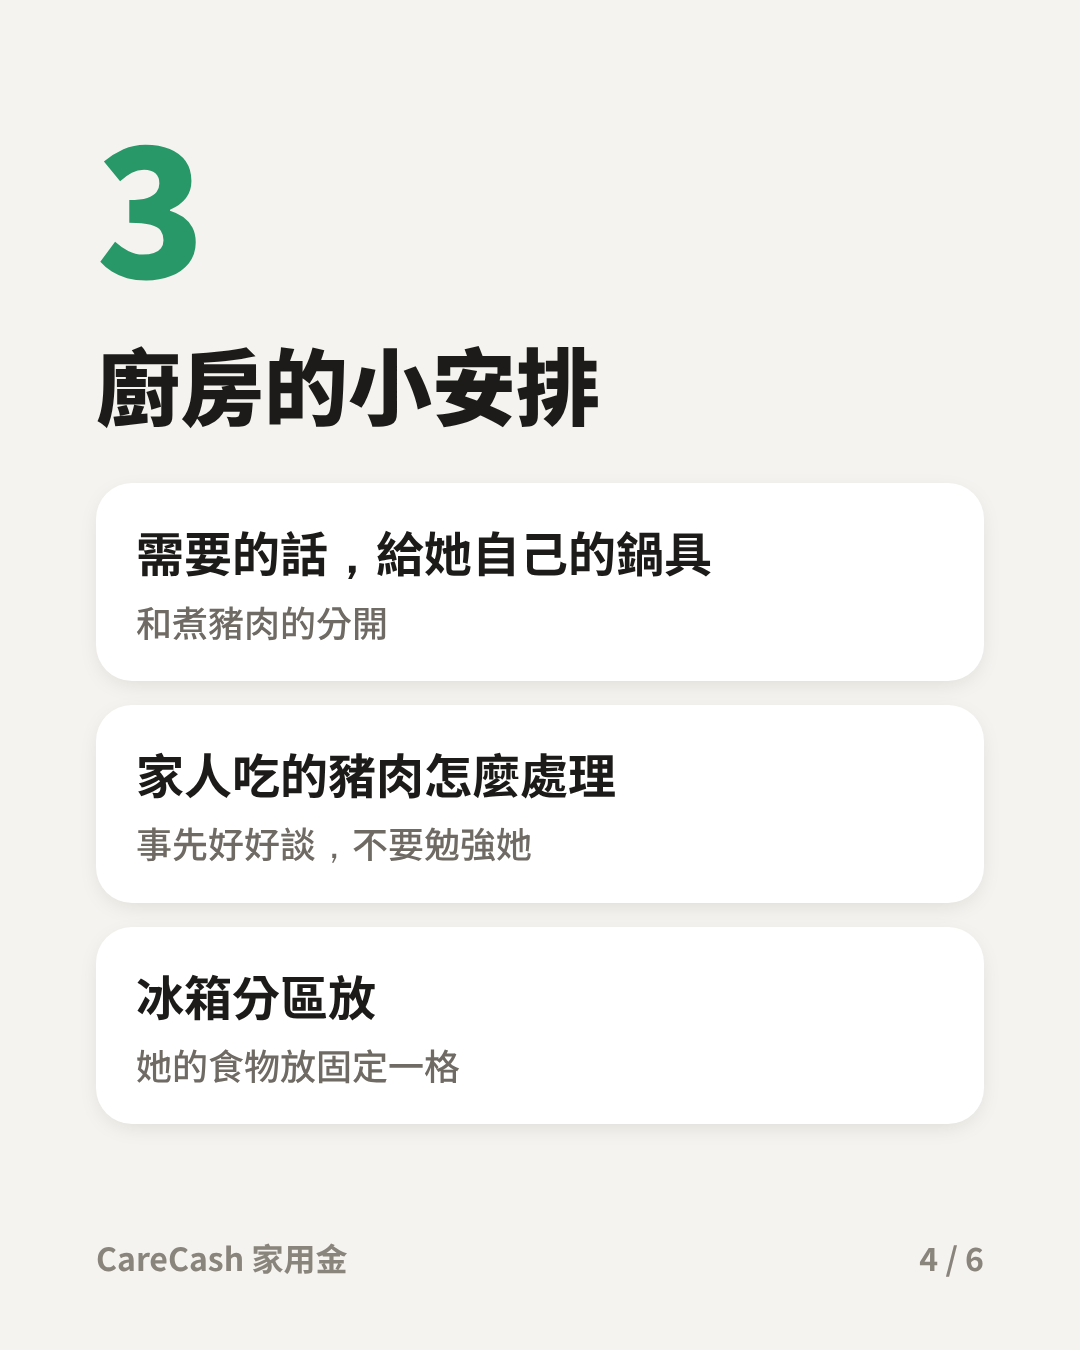 3
廚房的小安排
需要的話，給她自己的鍋具
和煮豬肉的分開
家人吃的豬肉怎麼處理
事先好好談，不要勉強她
冰箱分區放
她的食物放固定一格
CareCash 家用金
4 / 6